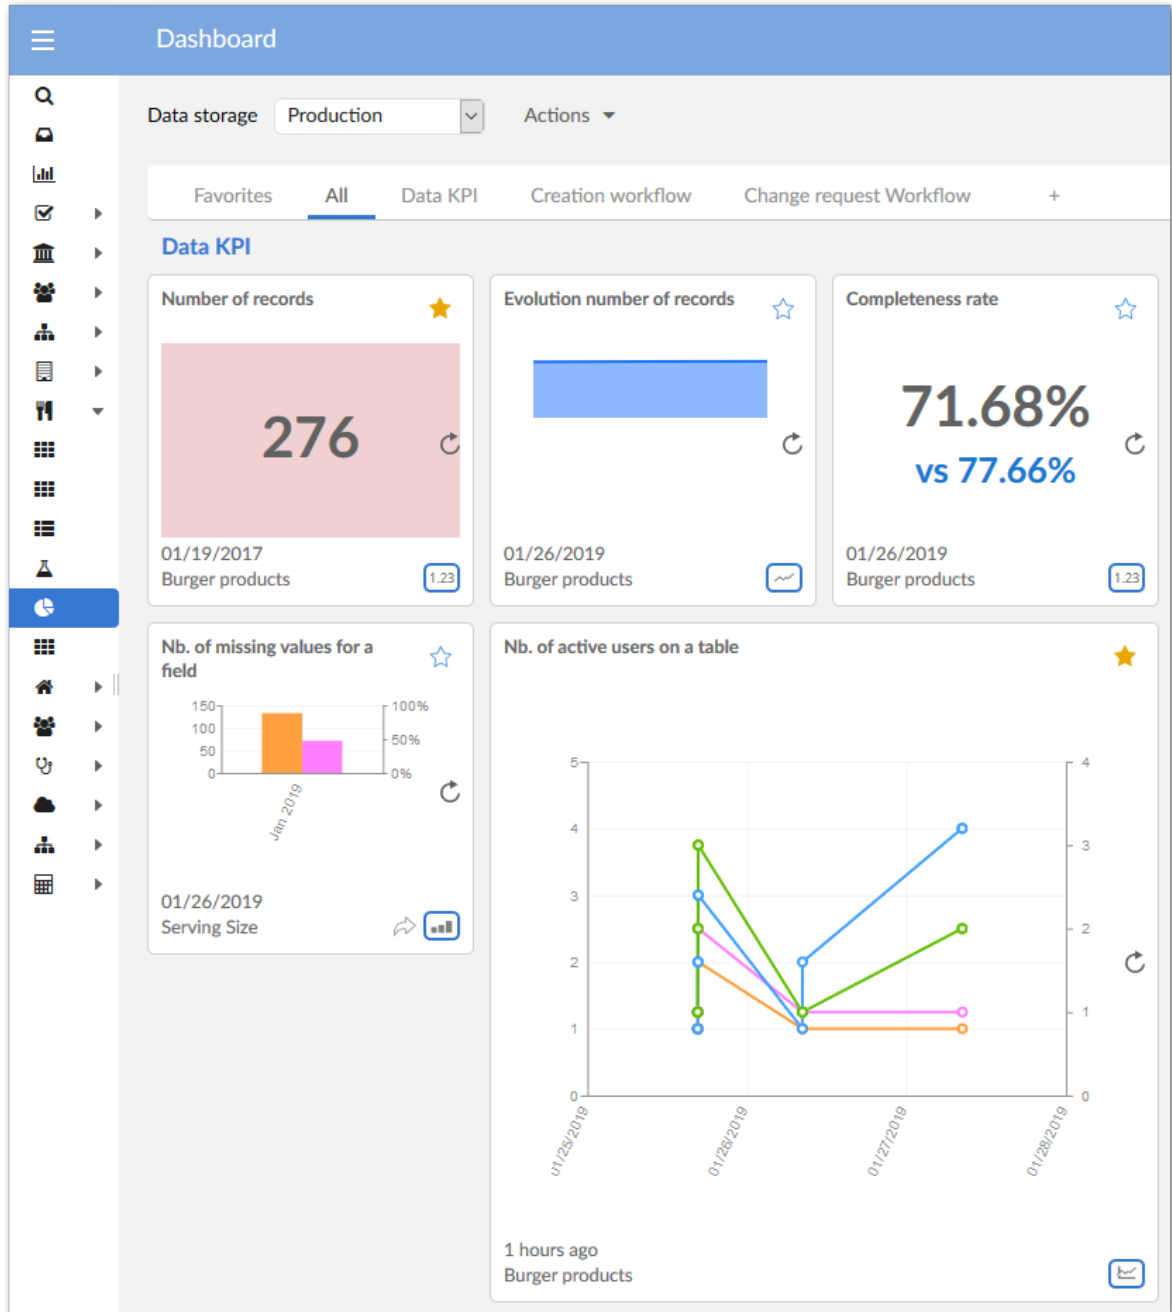 Dashboard
Data storage Production Actions
Favorites All Data KPI Creation workflow Change request Workflow +
Data KPI
Number of records
276
01/19/2017
Burger products
1.23
Evolution number of records
01/26/2019
Burger products
Completeness rate
71.68%
vs 77.66%
01/26/2019
Burger products
1.23
Nb. of missing values for a
field
150 100%
100
50 50%
0 0%
Jan 2019
01/26/2019
Serving Size
Nb. of active users on a table
5 4
4
3
3
2
2
1
1
0 0
01/25/2019 01/26/2019 01/27/2019 01/28/2019
1 hours ago
Burger products